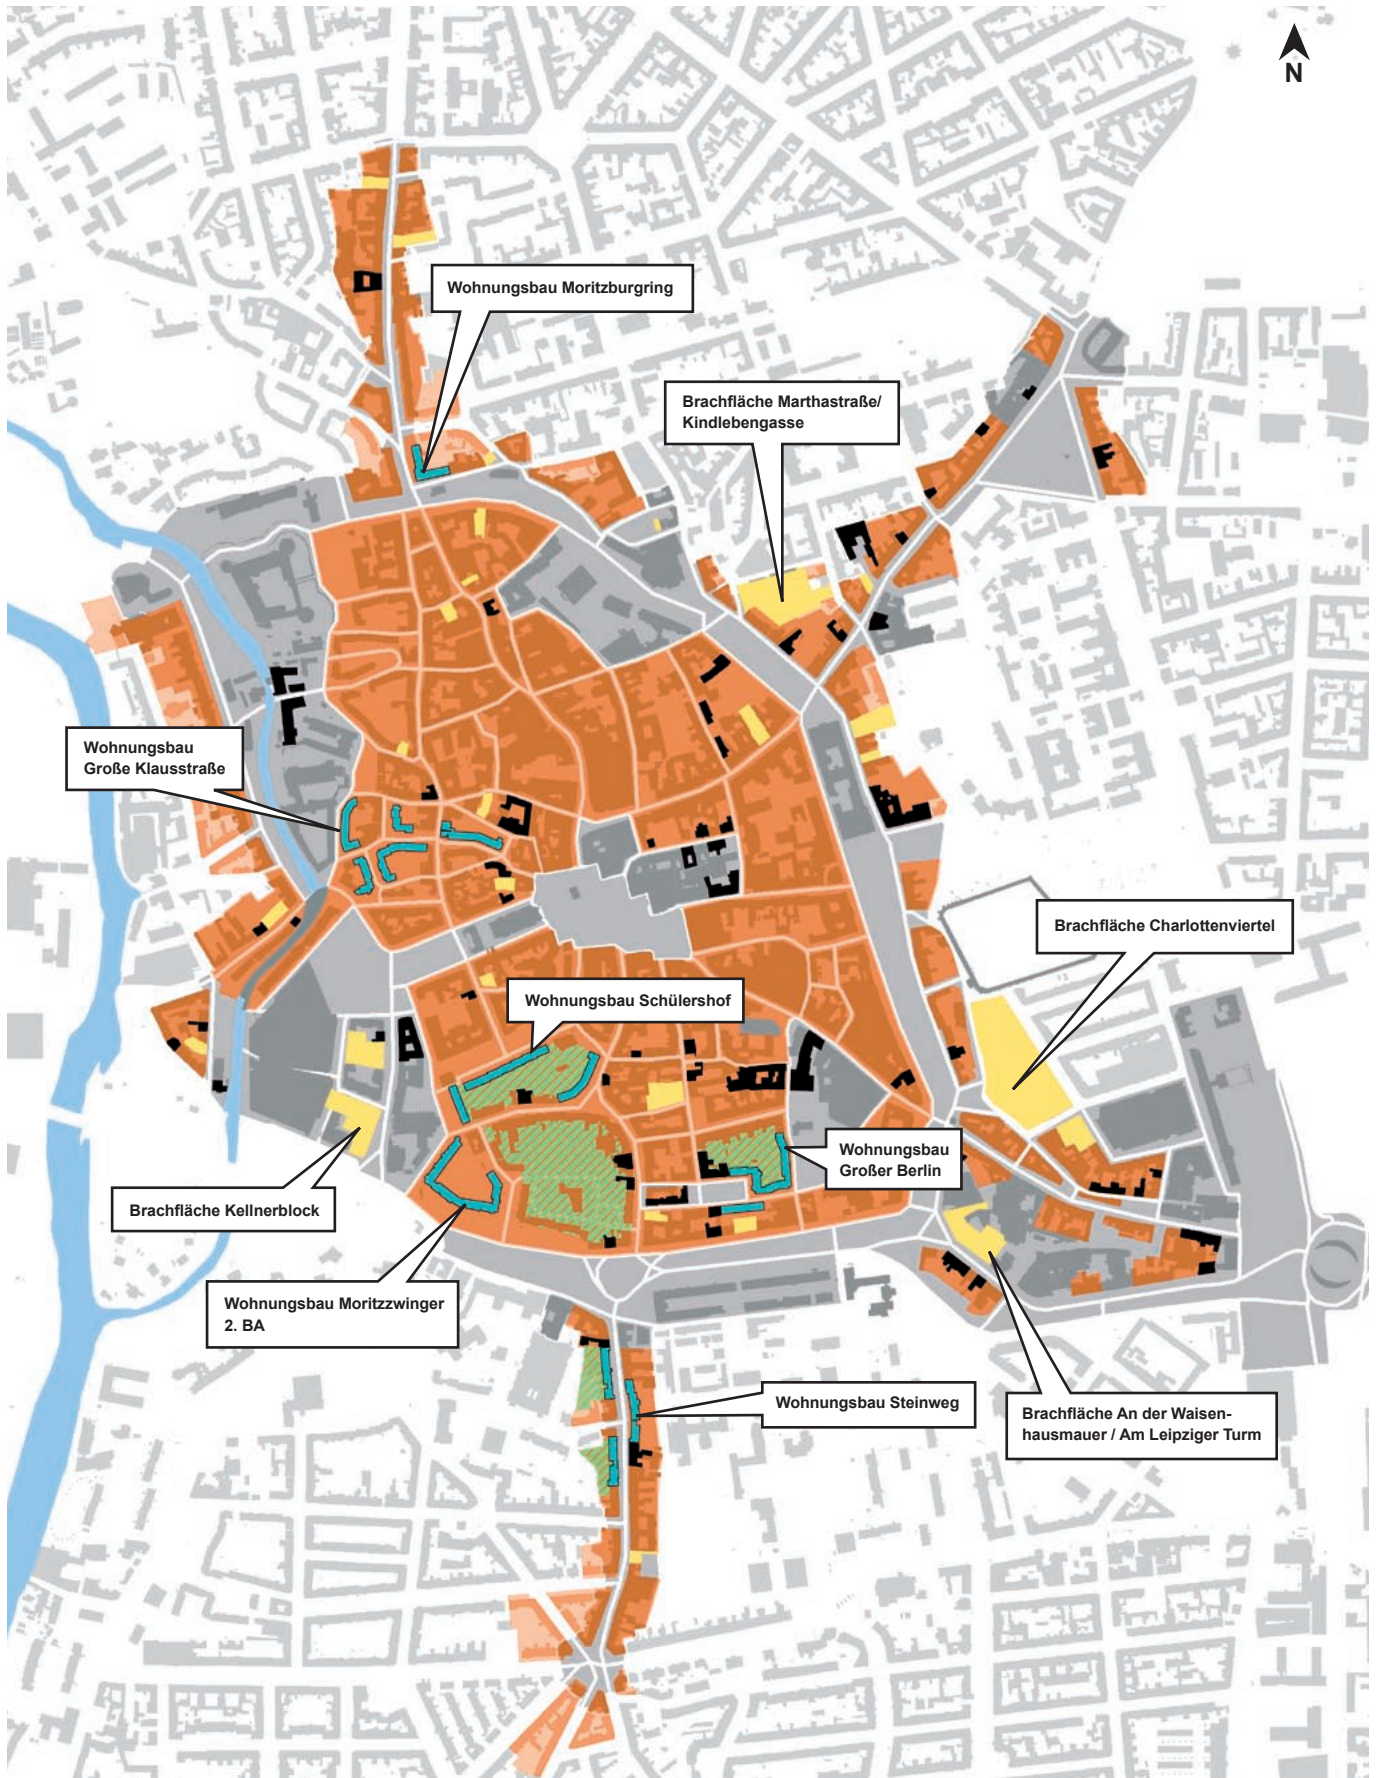 N
Wohnungsbau Moritzburgring
Brachfläche Marthastraße/
Kindlebengasse
Wohnungsbau
Große Klausstraße
Brachfläche Charlottenviertel
Wohnungsbau Schülershof
Wohnungsbau
Großer Berlin
Brachfläche Kellnerblock
Wohnungsbau Moritzzwinger
2. BA
Wohnungsbau Steinweg
Brachfläche An der Waisen-
hausmauer / Am Leipziger Turm